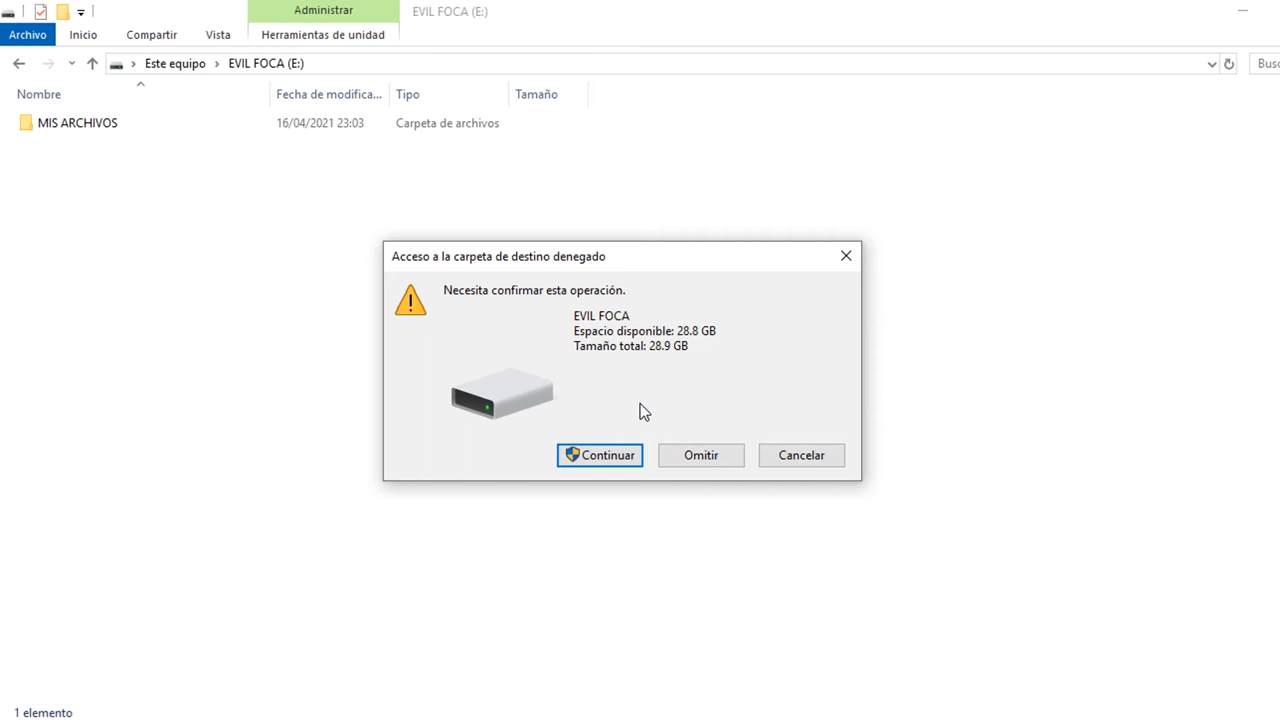 Administrar
EVIL FOCA (E:)
Archivo
Inicio
Compartir
Vista
Herramientas de unidad
Este equipo
EVIL FOCA (E:)
Busc
Nombre
Fecha de modifica...
Tipo
Tamaño
MIS ARCHIVOS
16/04/2021 23:03
Carpeta de archivos
Acceso a la carpeta de destino denegado
Necesita confirmar esta operación.
EVIL FOCA
Espacio disponible: 28.8 GB
Tamaño total: 28.9 GB
Continuar
Omitir
Cancelar
1 elemento